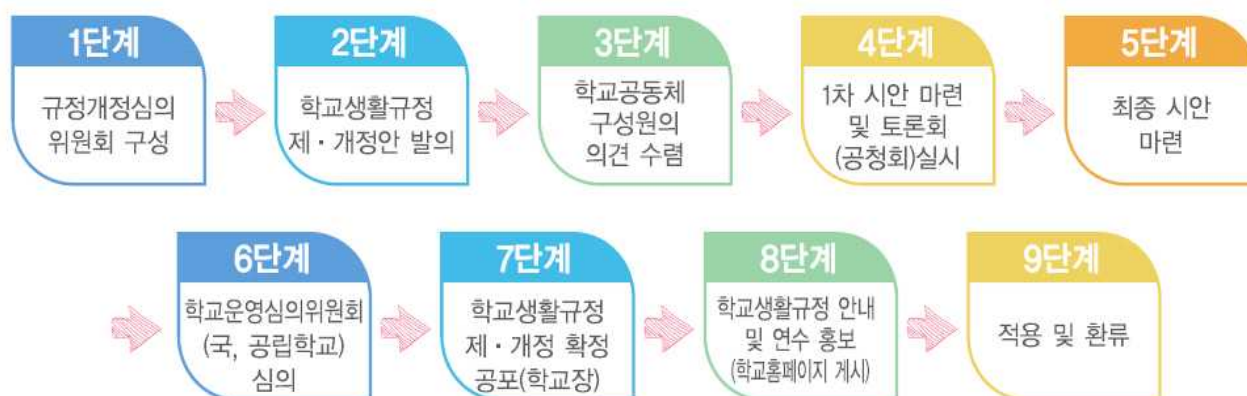 1단계
규정개정심의
위원회 구성
2단계
학교생활규정
제·개정안 발의
3단계
학교공동체
구성원의
의견 수렴
4단계
1차 시안 마련
및 토론회
(공청회)실시
5단계
최종 시안
마련
6단계
학교운영심의위원회
(국, 공립학교)
심의
7단계
학교생활규정
제·개정 확정
공포(학교장)
8단계
학교생활규정 안내
및 연수 홍보
(학교홈페이지 게시)
9단계
적용 및 환류